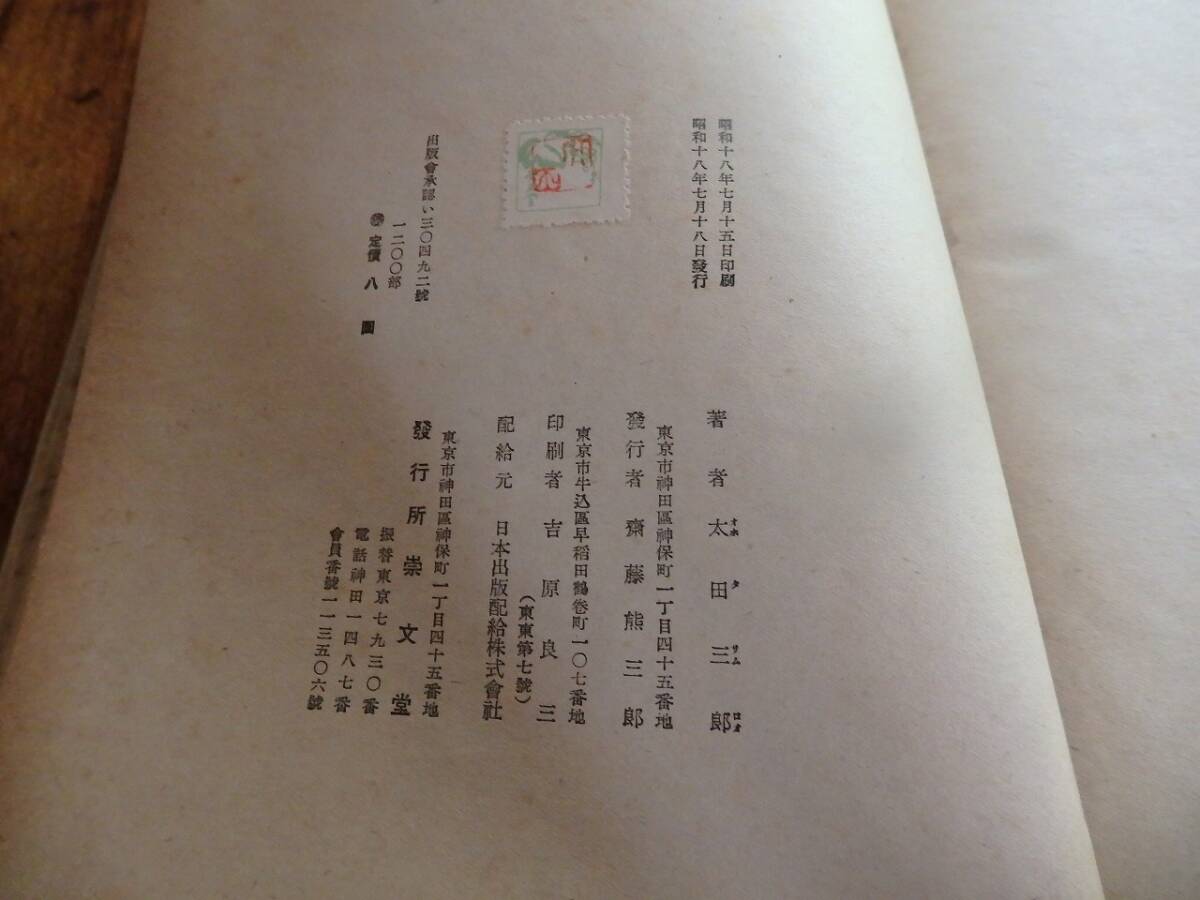 昭和十八年七月十五日印刷
昭和十八年七月十八日發行
出版會承認い三〇四九二號
一二〇〇部
定價 八圓
著者 太田三郎
オホ タ サム ロオ
東京市神田區神保町一丁目四十五番地
發行者 齋藤熊三郎
東京市牛込區早稻田鶴卷町一〇七番地
印刷者 吉原良三
(東東第七號)
配給元 日本出版配給株式會社
東京市神田區神保町一丁目四十五番地
發行所 崇文堂
振替東京七九三〇番
電話神田一四八七番
會員番號一一三五〇六號